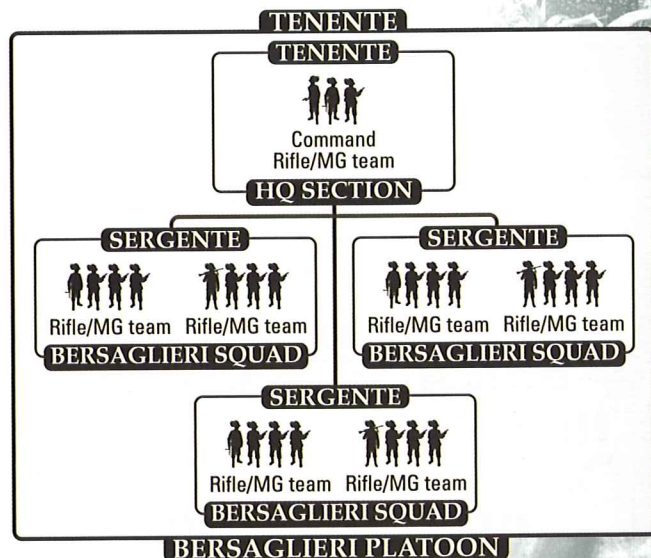 TENENTE
TENENTE
Command
Rifle/MG team
HQ SECTION
SERGENTE
Rifle/MG team Rifle/MG team
BERSAGLIERI SQUAD
SERGENTE
Rifle/MG team Rifle/MG team
BERSAGLIERI SQUAD
SERGENTE
Rifle/MG team Rifle/MG team
BERSAGLIERI SQUAD
BERSAGLIERI PLATOON